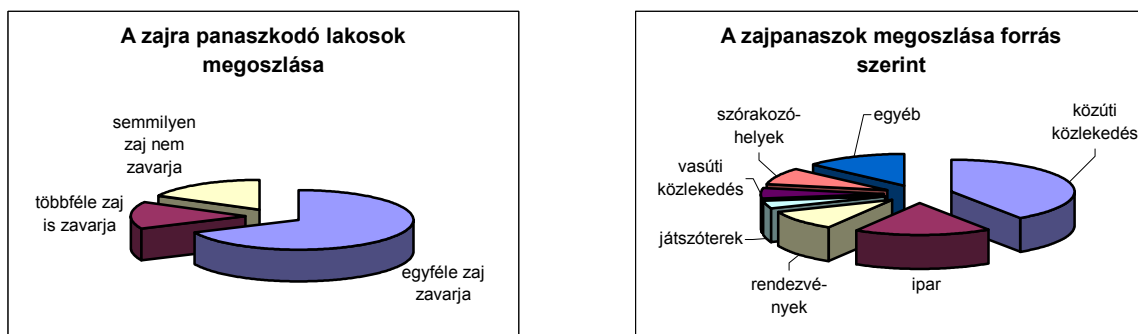 A zajra panaszkodó lakosok
megoszlása
semmilyen
zaj nem
zavarja
többféle zaj
is zavarja
egyféle zaj
zavarja
A zajpanaszok megoszlása forrás
szerint
szórakozó-
helyek
egyéb
közúti
közlekedés
vasúti
közlekedés
játszóterek
rendezvé-
nyek
ipar